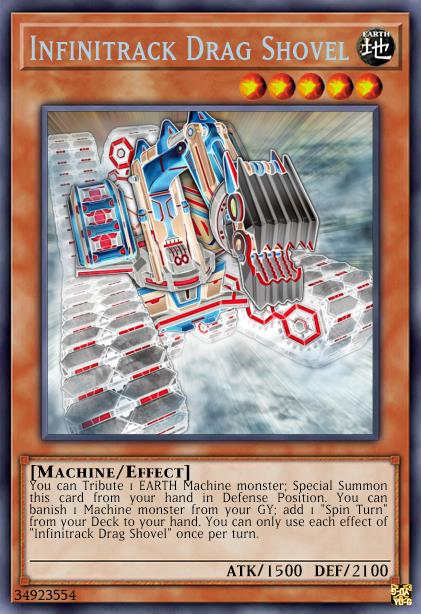 Infinitrack Drag Shovel
EARTH
地
[Machine/Effect]
You can Tribute 1 EARTH Machine monster; Special Summon
this card from your hand in Defense Position. You can
banish 1 Machine monster from your GY; add 1 "Spin Turn"
from your Deck to your hand. You can only use each effect of
"Infinitrack Drag Shovel" once per turn.
ATK/1500 DEF/2100
34923554